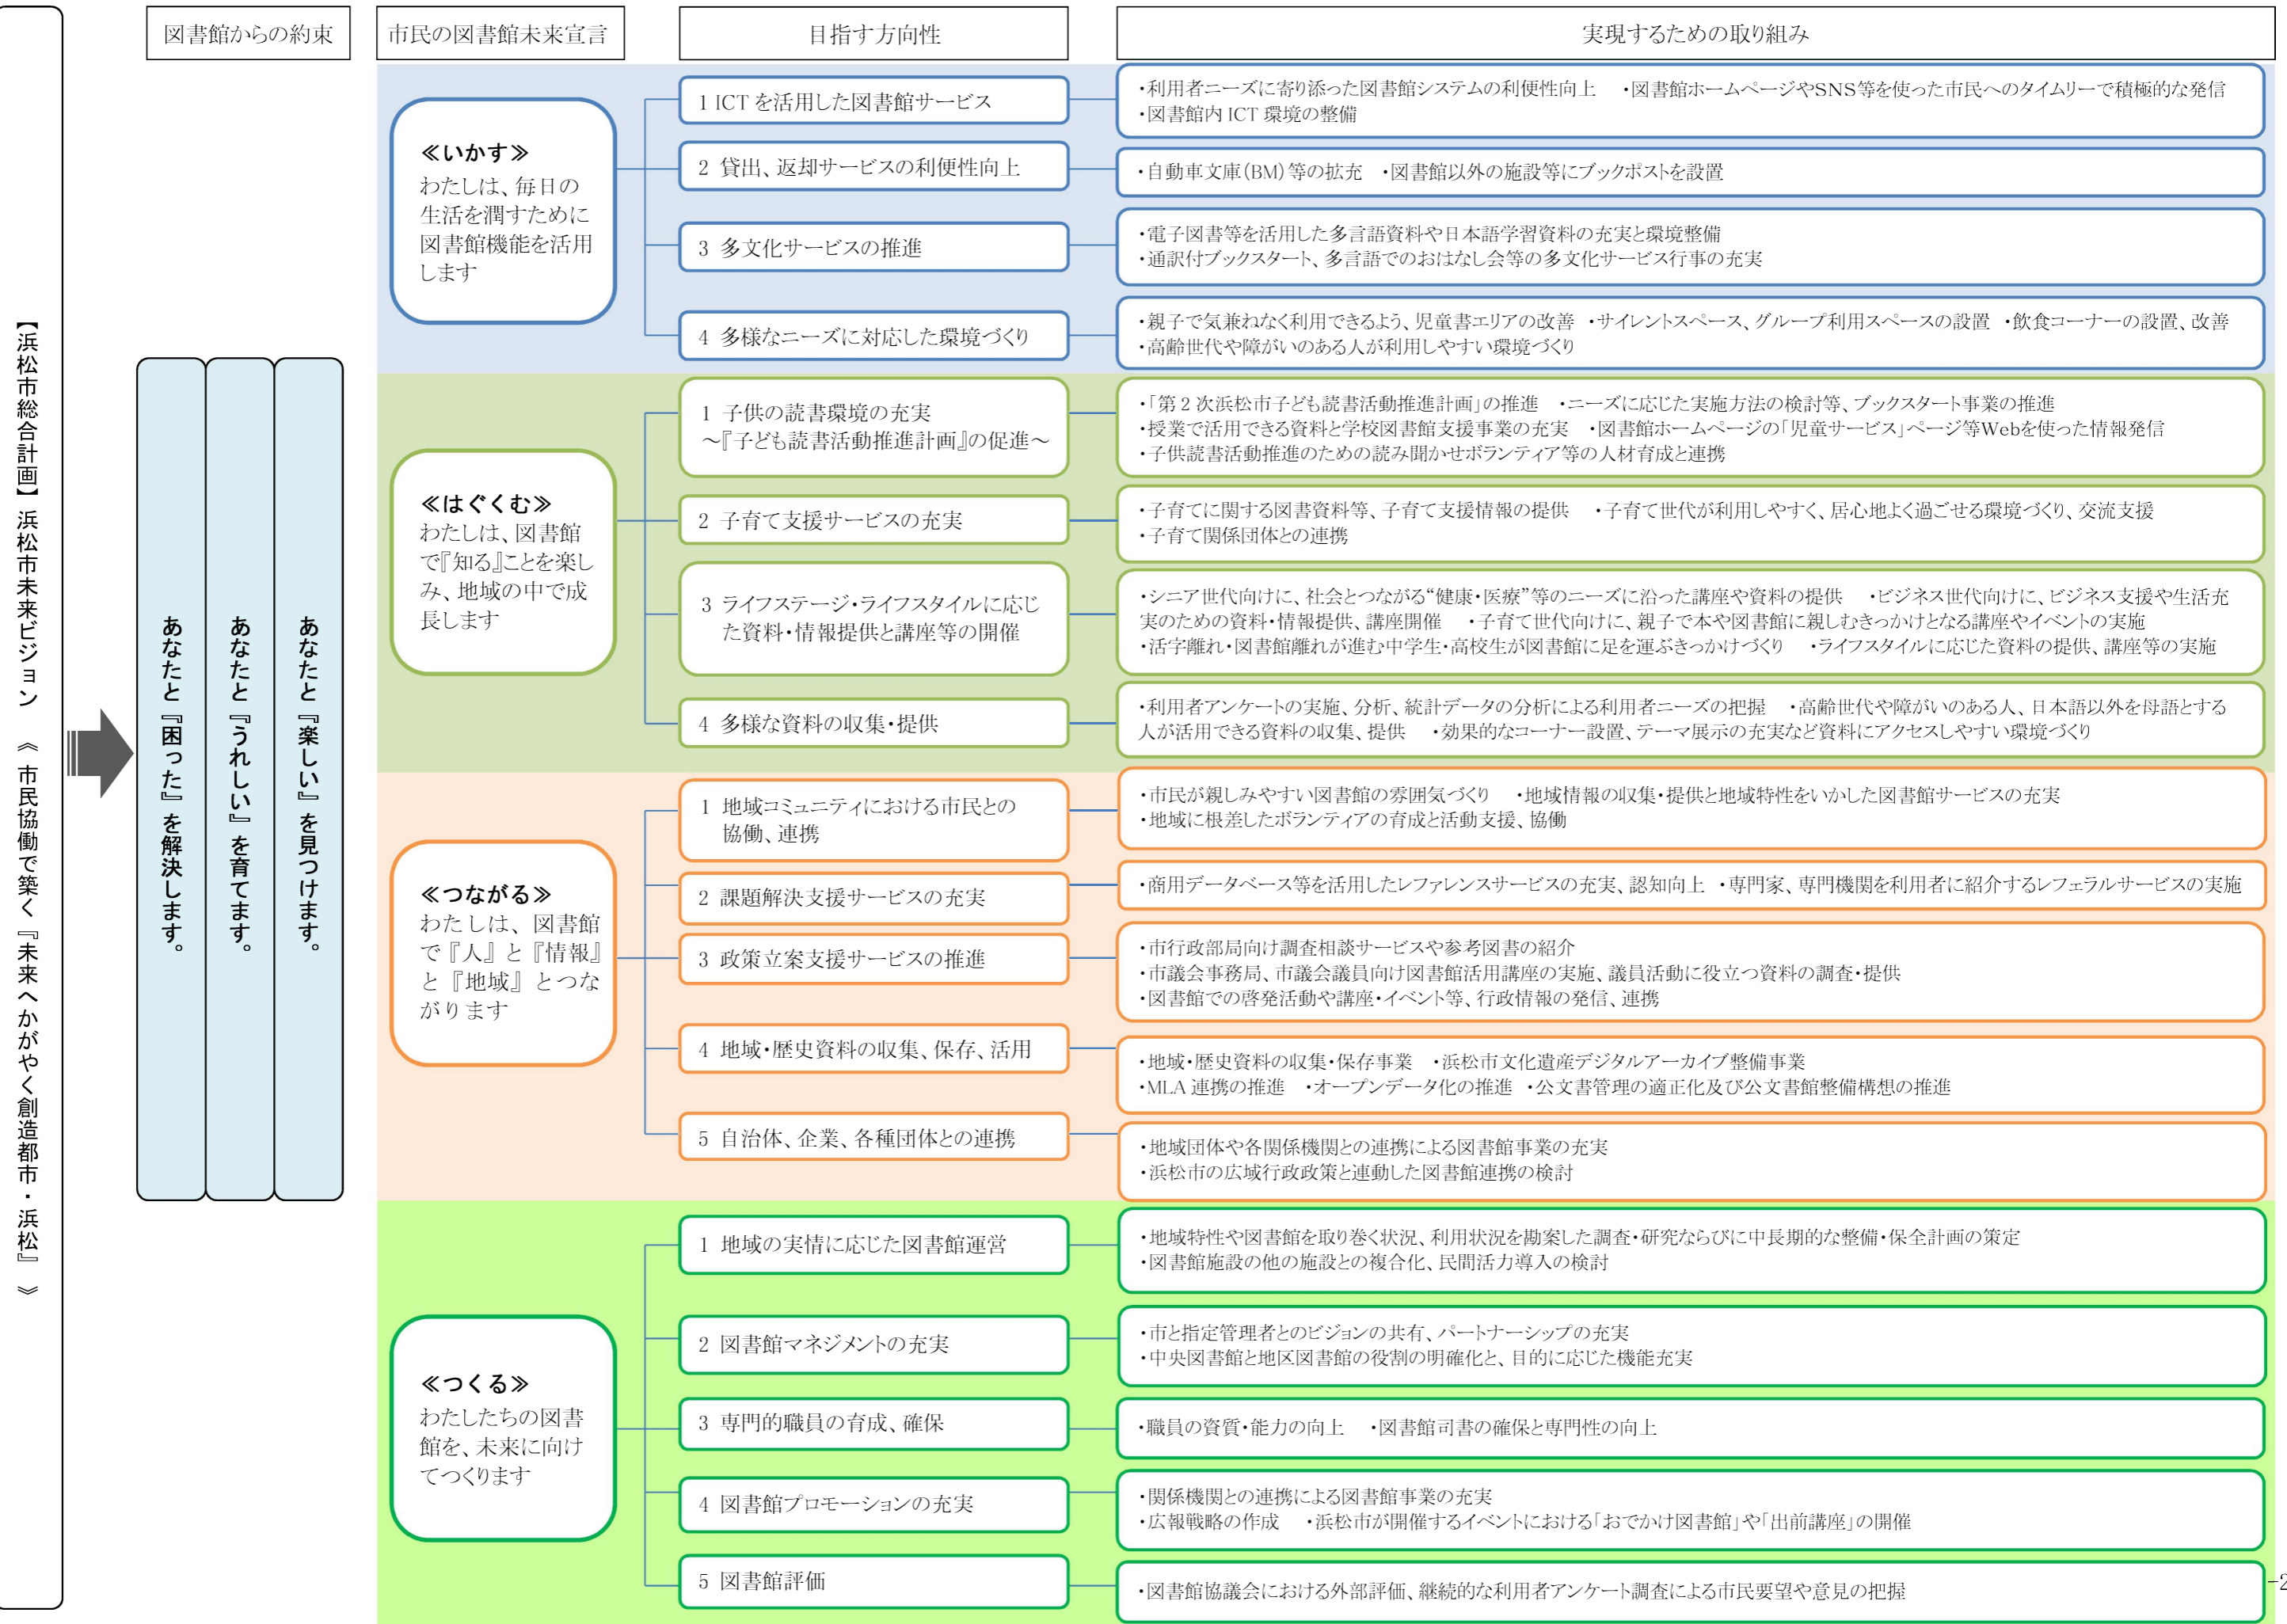 【浜松市総合計画】浜松市未来ビジョン 《 市民協働で築く『未来へかがやく創造都市・浜松』 》
図書館からの約束
あなたと『楽しい』を見つけます。
あなたと『うれしい』を育てます。
あなたと『困った』を解決します。
市民の図書館未来宣言
目指す方向性
実現するための取り組み
≪いかす≫
わたしは、毎日の
生活を潤すために
図書館機能を活用
します
1 ICT を活用した図書館サービス
・利用者ニーズに寄り添った図書館システムの利便性向上 ・図書館ホームページやSNS等を使った市民へのタイムリーで積極的な発信
・図書館内 ICT 環境の整備
2 貸出、返却サービスの利便性向上
・自動車文庫(BM)等の拡充 ・図書館以外の施設等にブックポストを設置
3 多文化サービスの推進
・電子図書等を活用した多言語資料や日本語学習資料の充実と環境整備
・通訳付ブックスタート、多言語でのおはなし会等の多文化サービス行事の充実
4 多様なニーズに対応した環境づくり
・親子で気兼ねなく利用できるよう、児童書エリアの改善 ・サイレントスペース、グループ利用スペースの設置 ・飲食コーナーの設置、改善
・高齢世代や障がいのある人が利用しやすい環境づくり
≪はぐくむ≫
わたしは、図書館
で『知る』ことを楽し
み、地域の中で成
長します
1 子供の読書環境の充実
～『子ども読書活動推進計画』の促進～
・「第２次浜松市子ども読書活動推進計画」の推進 ・ニーズに応じた実施方法の検討等、ブックスタート事業の推進
・授業で活用できる資料と学校図書館支援事業の充実 ・図書館ホームページの「児童サービス」ページ等Webを使った情報発信
・子供読書活動推進のための読み聞かせボランティア等の人材育成と連携
2 子育て支援サービスの充実
・子育てに関する図書資料等、子育て支援情報の提供 ・子育て世代が利用しやすく、居心地よく過ごせる環境づくり、交流支援
・子育て関係団体との連携
3 ライフステージ・ライフスタイルに応じ
た資料・情報提供と講座等の開催
・シニア世代向けに、社会とつながる“健康・医療”等のニーズに沿った講座や資料の提供 ・ビジネス世代向けに、ビジネス支援や生活充
実のための資料・情報提供、講座開催 ・子育て世代向けに、親子で本や図書館に親しむきっかけとなる講座やイベントの実施
・活字離れ・図書館離れが進む中学生・高校生が図書館に足を運ぶきっかけづくり ・ライフスタイルに応じた資料の提供、講座等の実施
4 多様な資料の収集・提供
・利用者アンケートの実施、分析、統計データの分析による利用者ニーズの把握 ・高齢世代や障がいのある人、日本語以外を母語とする
人が活用できる資料の収集、提供 ・効果的なコーナー設置、テーマ展示の充実など資料にアクセスしやすい環境づくり
≪つながる≫
わたしは、図書館
で『人』と『情報』
と『地域』とつな
がります
1 地域コミュニティにおける市民との
協働、連携
・市民が親しみやすい図書館の雰囲気づくり ・地域情報の収集・提供と地域特性をいかした図書館サービスの充実
・地域に根差したボランティアの育成と活動支援、協働
2 課題解決支援サービスの充実
・商用データベース等を活用したレファレンスサービスの充実、認知向上 ・専門家、専門機関を利用者に紹介するレフェラルサービスの実施
3 政策立案支援サービスの推進
・市行政部局向け調査相談サービスや参考図書の紹介
・市議会事務局、市議会議員向け図書館活用講座の実施、議員活動に役立つ資料の調査・提供
・図書館での啓発活動や講座・イベント等、行政情報の発信、連携
4 地域・歴史資料の収集、保存、活用
・地域・歴史資料の収集・保存事業 ・浜松市文化遺産デジタルアーカイブ整備事業
・MLA 連携の推進 ・オープンデータ化の推進 ・公文書管理の適正化及び公文書館整備構想の推進
5 自治体、企業、各種団体との連携
・地域団体や各関係機関との連携による図書館事業の充実
・浜松市の広域行政政策と連動した図書館連携の検討
≪つくる≫
わたしたちの図書
館を、未来に向け
てつくります
1 地域の実情に応じた図書館運営
・地域特性や図書館を取り巻く状況、利用状況を勘案した調査・研究ならびに中長期的な整備・保全計画の策定
・図書館施設の他の施設との複合化、民間活力導入の検討
2 図書館マネジメントの充実
・市と指定管理者とのビジョンの共有、パートナーシップの充実
・中央図書館と地区図書館の役割の明確化と、目的に応じた機能充実
3 専門的職員の育成、確保
・職員の資質・能力の向上 ・図書館司書の確保と専門性の向上
4 図書館プロモーションの充実
・関係機関との連携による図書館事業の充実
・広報戦略の作成 ・浜松市が開催するイベントにおける「おでかけ図書館」や「出前講座」の開催
5 図書館評価
・図書館協議会における外部評価、継続的な利用者アンケート調査による市民要望や意見の把握
-2